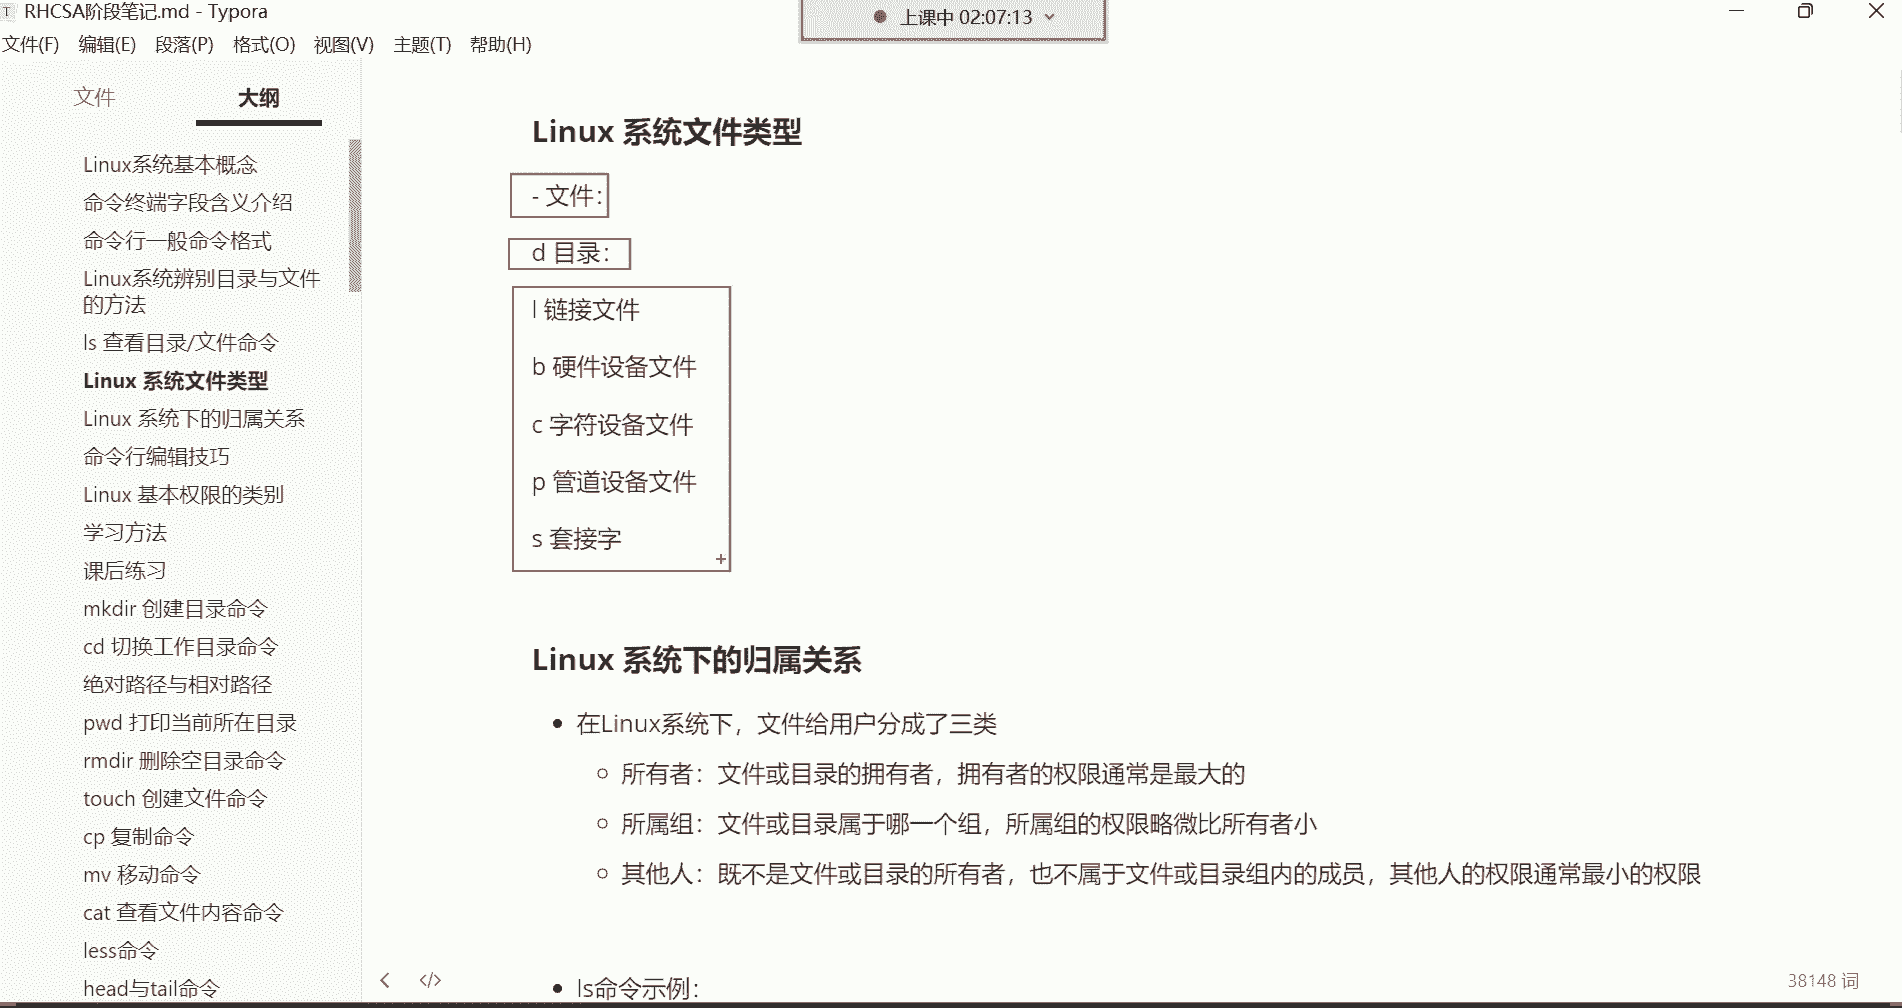 RHCSA阶段笔记.md - Typora
上课中 02:07:13
文件(F) 编辑(E) 段落(P) 格式(O) 视图(V) 主题(T) 帮助(H)
文件 大纲
Linux系统基本概念
命令终端字段含义介绍
命令行一般命令格式
Linux系统辨别目录与文件
的方法
ls 查看目录/文件命令
Linux 系统文件类型
Linux 系统下的归属关系
命令行编辑技巧
Linux 基本权限的类别
学习方法
课后练习
mkdir 创建目录命令
cd 切换工作目录命令
绝对路径与相对路径
pwd 打印当前所在目录
rmdir 删除空目录命令
touch 创建文件命令
cp 复制命令
mv 移动命令
cat 查看文件内容命令
less命令
head与tail命令
Linux 系统文件类型
- 文件：
d 目录：
l 链接文件
b 硬件设备文件
c 字符设备文件
p 管道设备文件
s 套接字
Linux 系统下的归属关系
• 在Linux系统下，文件给用户分成了三类
○ 所有者：文件或目录的拥有者，拥有者的权限通常是最大的
○ 所属组：文件或目录属于哪一个组，所属组的权限略微比所有者小
○ 其他人：既不是文件或目录的所有者，也不属于文件或目录组内的成员，其他人的权限通常最小的权限
• ls命令示例：
38148 词